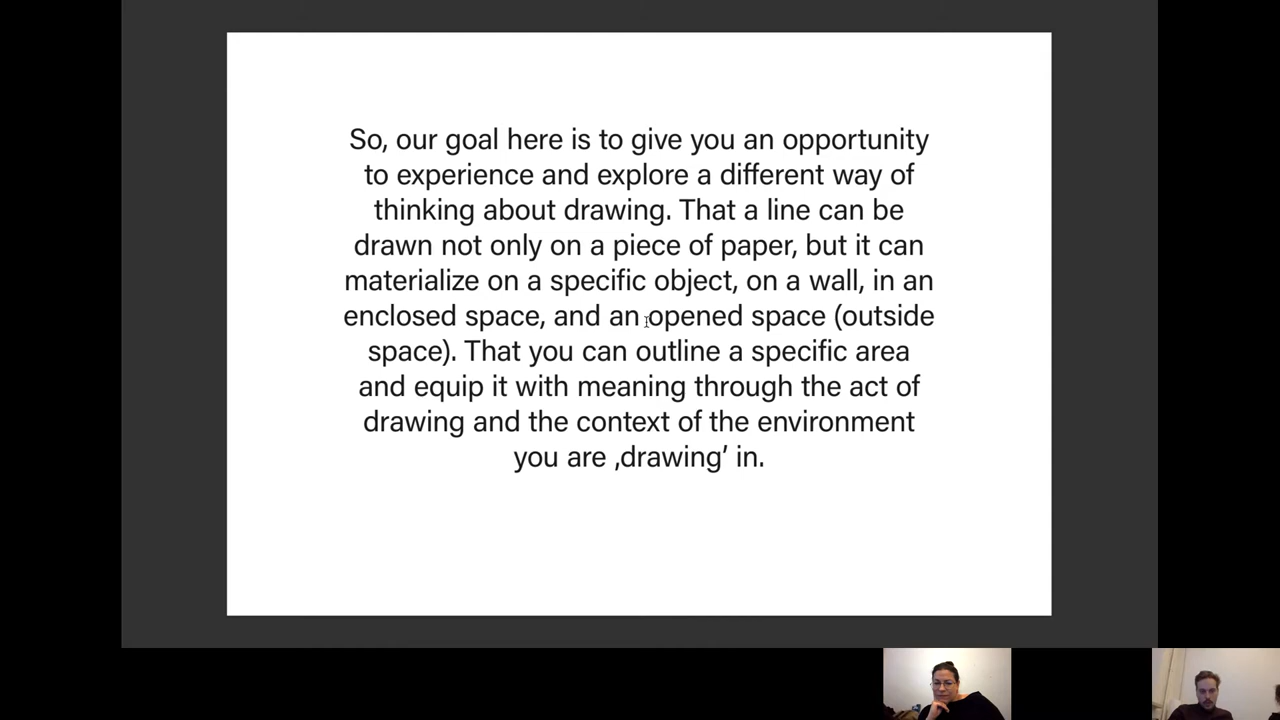 So, our goal here is to give you an opportunity
to experience and explore a different way of
thinking about drawing. That a line can be
drawn not only on a piece of paper, but it can
materialize on a specific object, on a wall, in an
enclosed space, and an opened space (outside
space). That you can outline a specific area
and equip it with meaning through the act of
drawing and the context of the environment
you are ‚drawing’ in.